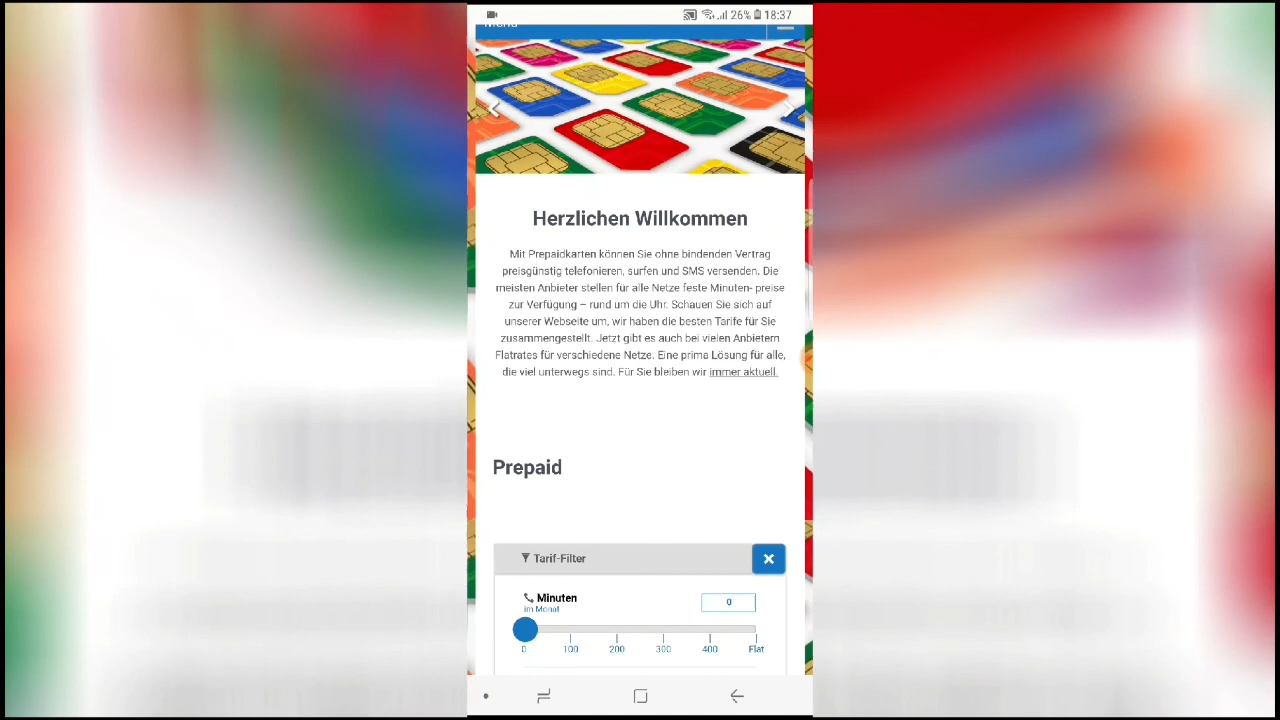 26% 18:37
Menü
Herzlichen Willkommen
Mit Prepaidkarten können Sie ohne bindenden Vertrag
preisgünstig telefonieren, surfen und SMS versenden. Die
meisten Anbieter stellen für alle Netze feste Minuten- preise
zur Verfügung – rund um die Uhr. Schauen Sie sich auf
unserer Webseite um, wir haben die besten Tarife für Sie
zusammengestellt. Jetzt gibt es auch bei vielen Anbietern
Flatrates für verschiedene Netze. Eine prima Lösung für alle,
die viel unterwegs sind. Für Sie bleiben wir immer aktuell.
Prepaid
Tarif-Filter
Minuten 0
im Monat
0 100 200 300 400 Flat